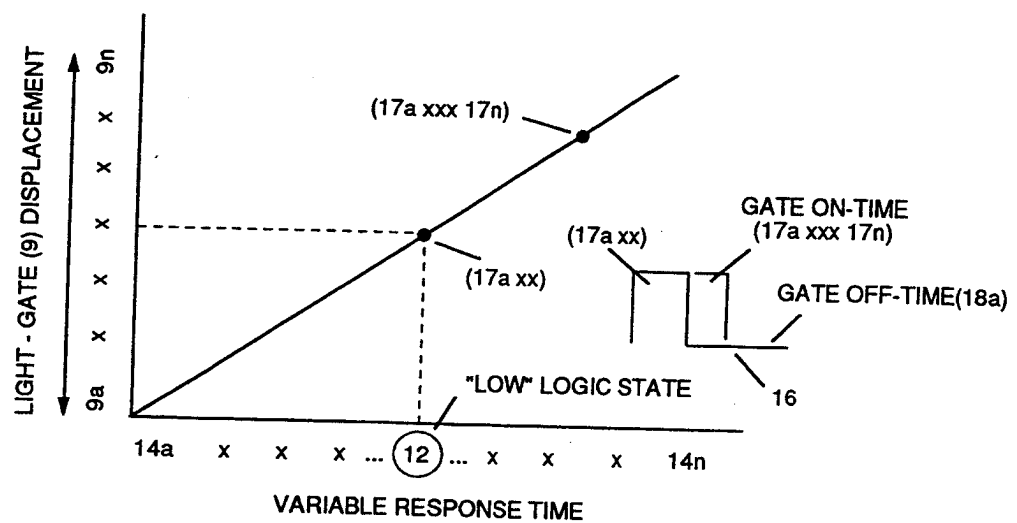 LIGHT - GATE (9) DISPLACEMENT
9n
x
x
x
x
x
9a
(17a xxx 17n)
(17a xx)
(17a xx)
GATE ON-TIME
(17a xxx 17n)
GATE OFF-TIME(18a)
16
"LOW" LOGIC STATE
14a x x x ... 12 ... x x x 14n
VARIABLE RESPONSE TIME